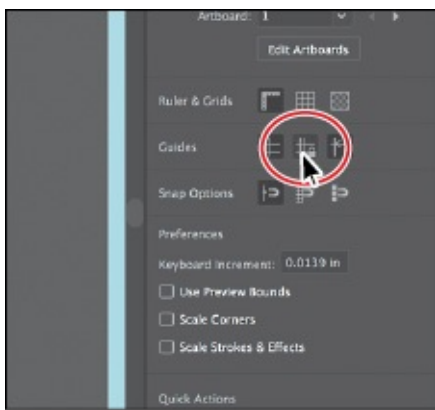 Artboard: 1
Edit Artboards
Ruler & Grids
Guides
Snap Options
Preferences
Keyboard Increment: 0.0139 in
Use Preview Bounds
Scale Corners
Scale Strokes & Effects
Quick Actions